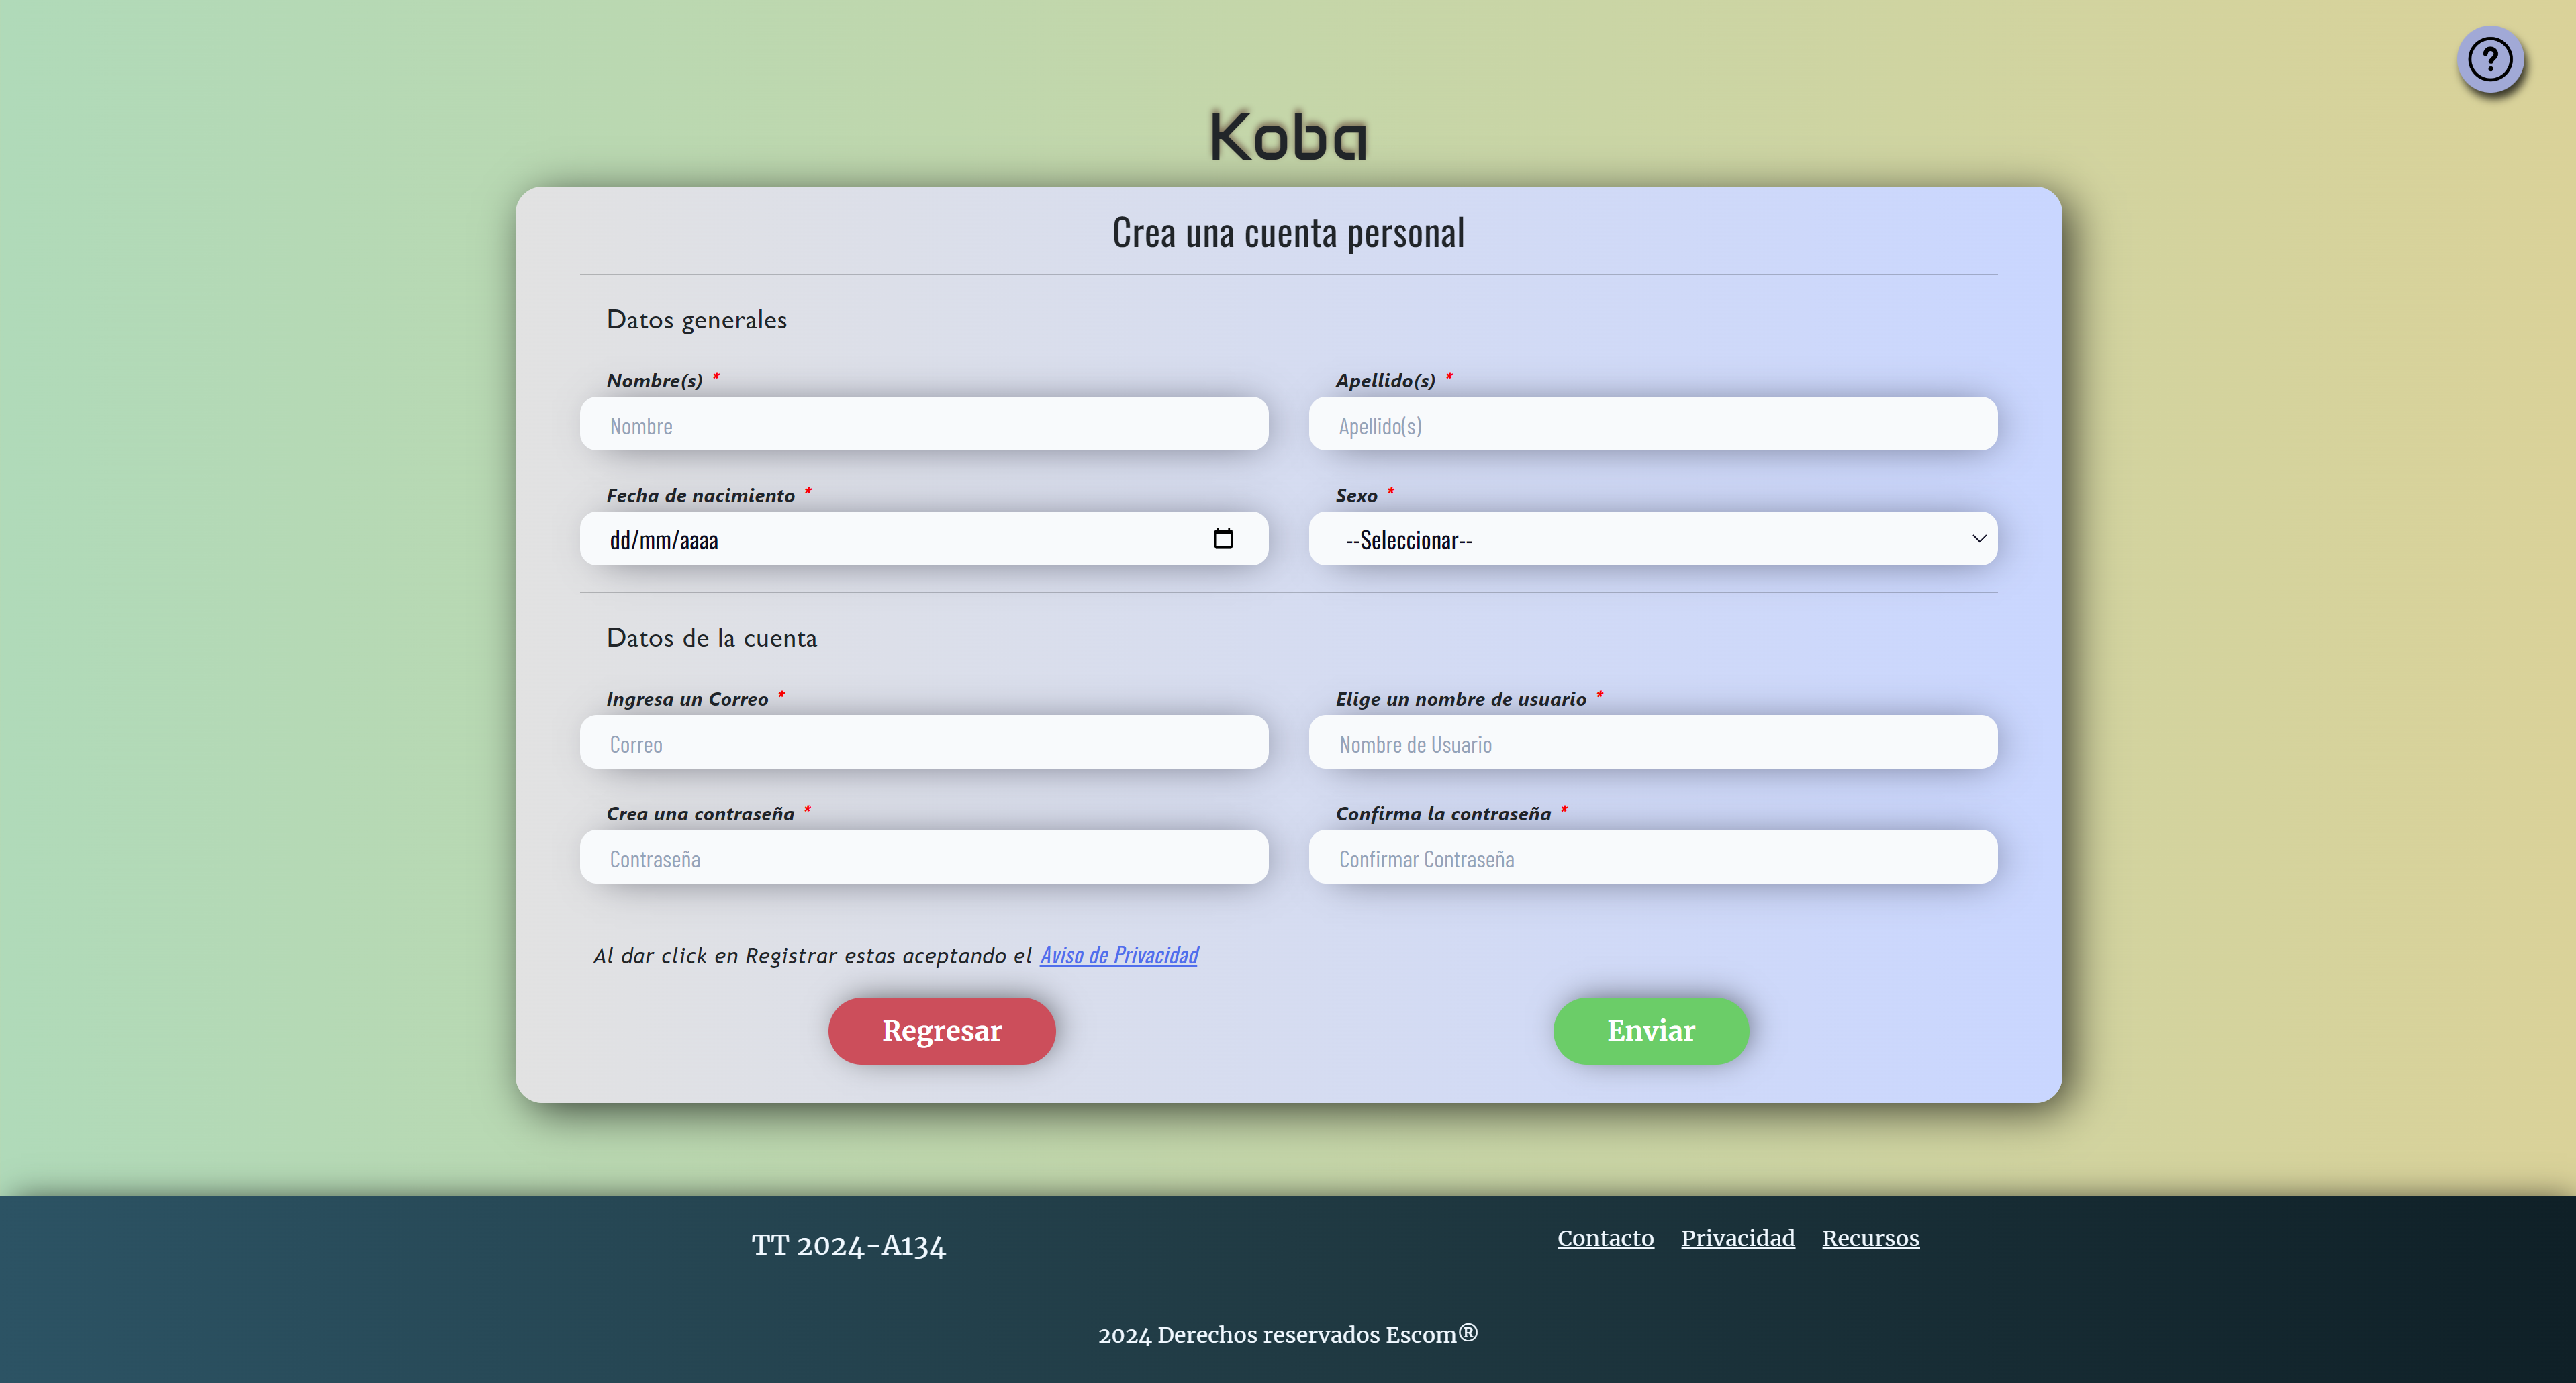 ?
Koba
Crea una cuenta personal
Datos generales
Nombre(s) *
Apellido(s) *
Nombre
Apellido(s)
Fecha de nacimiento *
Sexo *
dd/mm/aaaa
--Seleccionar--
Datos de la cuenta
Ingresa un Correo *
Elige un nombre de usuario *
Correo
Nombre de Usuario
Crea una contraseña *
Confirma la contraseña *
Contraseña
Confirmar Contraseña
Al dar click en Registrar estas aceptando el Aviso de Privacidad
Regresar
Enviar
TT 2024-A134
Contacto Privacidad Recursos
2024 Derechos reservados Escom®